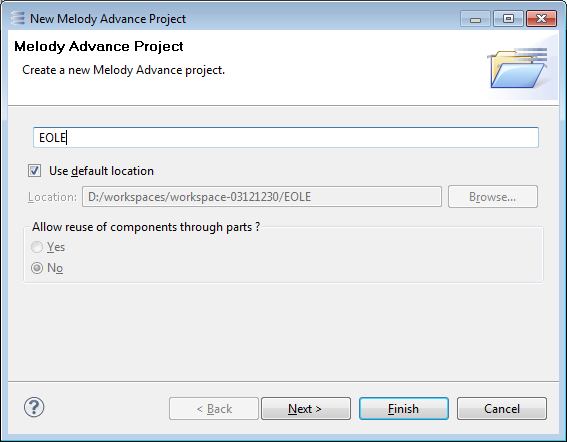 New Melody Advance Project
Melody Advance Project
Create a new Melody Advance project.
EOLE
Use default location
Location: D:/workspaces/workspace-03121230/EOLE Browse...
Allow reuse of components through parts ?
Yes
No
? < Back Next > Finish Cancel